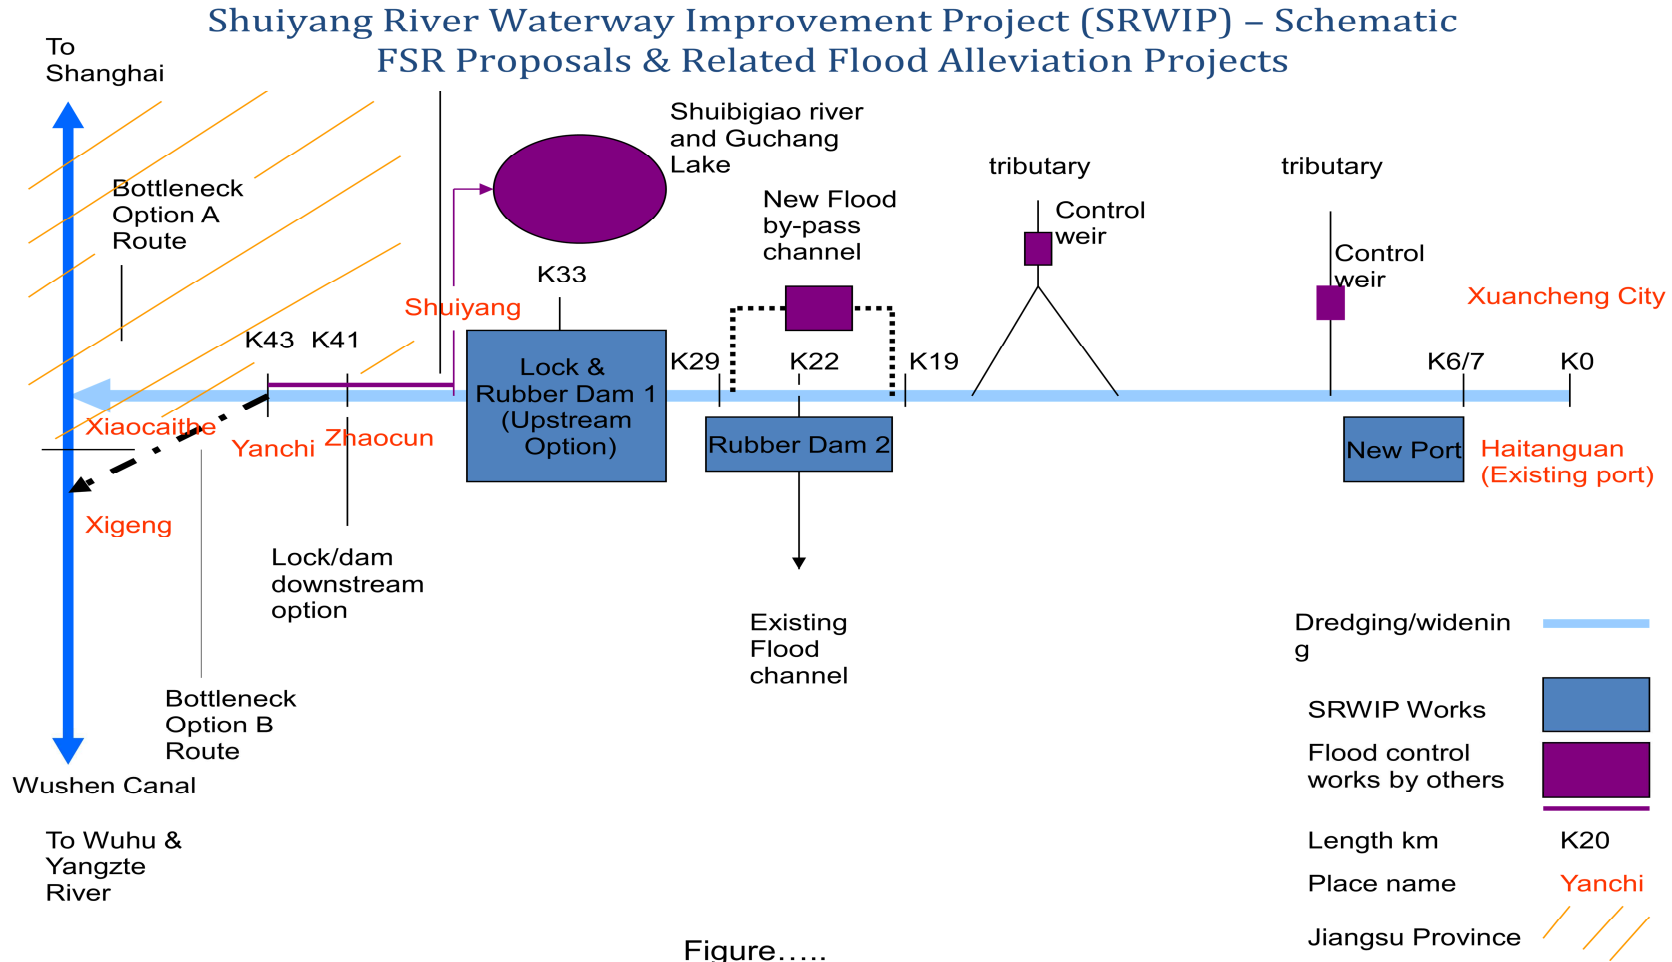 Shuiyang River Waterway Improvement Project (SRWIP) – Schematic
FSR Proposals & Related Flood Alleviation Projects
To
Shanghai
Shuibigiao river
and Guchang
Lake
tributary
tributary
Bottleneck
Option A
Route
New Flood
by-pass
channel
Control
weir
Control
weir
K33
Shuiyang
Xuancheng City
K43
K41
K29
K22
K19
K6/7
K0
Lock &
Rubber Dam 1
(Upstream
Option)
Xiaocaithe
Yanchi
Zhaocun
Rubber Dam 2
New Port
Haitanguan
(Existing port)
Xigeng
Lock/dam
downstream
option
Existing
Flood
channel
Bottleneck
Option B
Route
Wushen Canal
To Wuhu &
Yangzte
River
Dredging/widenin
g
SRWIP Works
Flood control
works by others
Length km
K20
Place name
Yanchi
Jiangsu Province
Figure.....